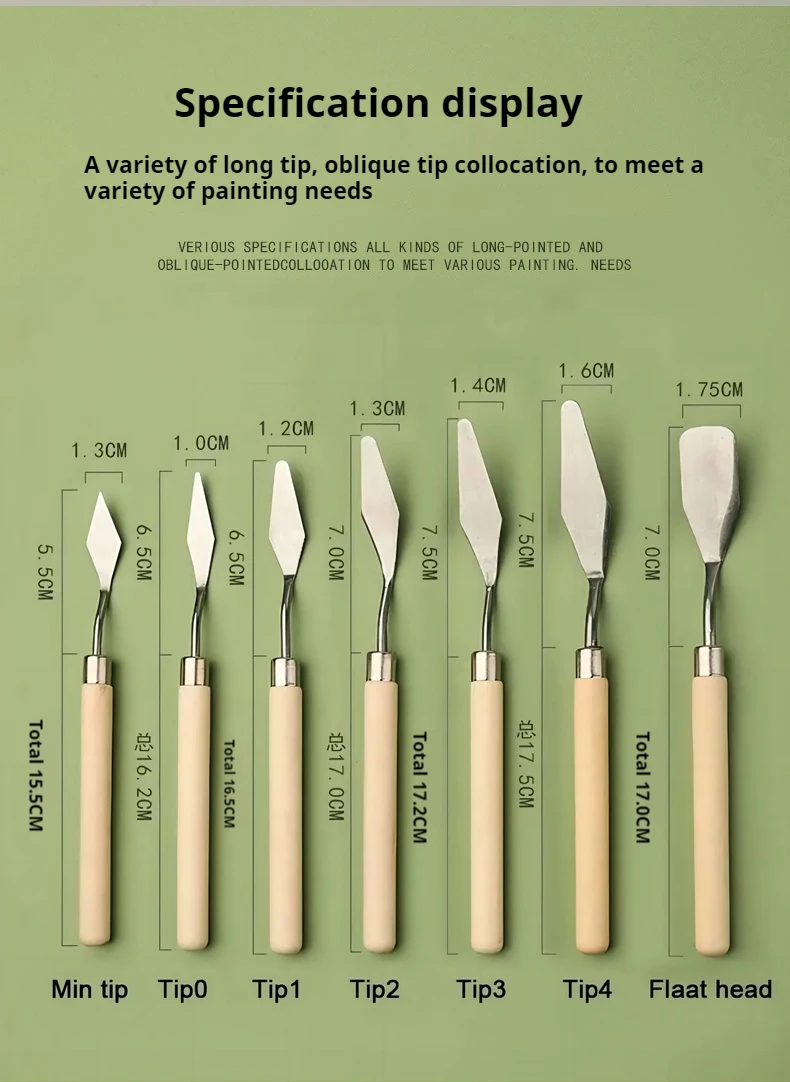 Specification display
A variety of long tip, oblique tip collocation, to meet a
variety of painting needs
VERIOUS SPECIFICATIONS ALL KINDS OF LONG-POINTED AND
OBLIQUE-POINTEDCOLLOOATION TO MEET VARIOUS PAINTING. NEEDS
1.3CM
1.0CM
1.2CM
1.3CM
1.4CM
1.6CM
1.75CM
5.5CM
6.5CM
6.5CM
7.0CM
7.5CM
7.5CM
7.0CM
Total 15.5CM
16.2CM
Total 16.5CM
17.0CM
Total 17.2CM
17.5CM
Total 17.0CM
Min tip
Tip0
Tip1
Tip2
Tip3
Tip4
Flaat head